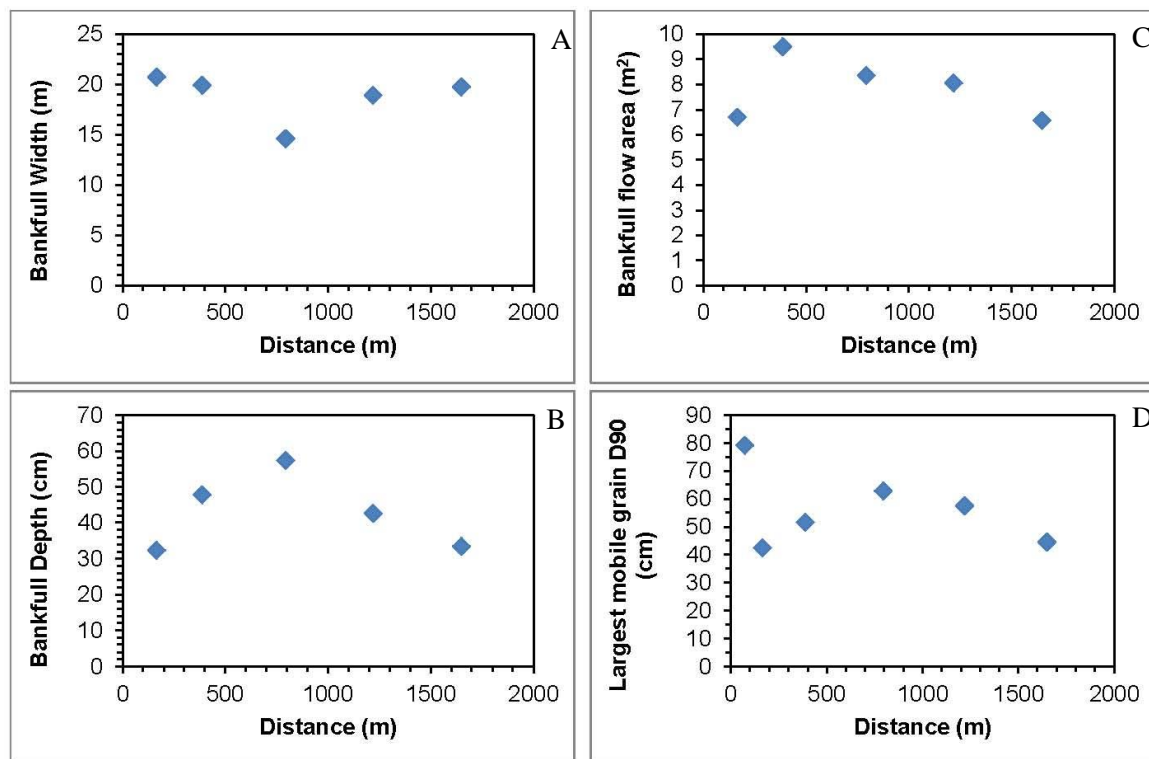 A
25
20
15
10
5
0
0 500 1000 1500 2000
Bankfull Width (m)
Distance (m)
C
10
9
8
7
6
5
4
3
2
1
0
0 500 1000 1500 2000
Bankfull flow area (m²)
Distance (m)
B
70
60
50
40
30
20
10
0
0 500 1000 1500 2000
Bankfull Depth (cm)
Distance (m)
D
90
80
70
60
50
40
30
20
10
0
0 500 1000 1500 2000
Largest mobile grain D90
(cm)
Distance (m)